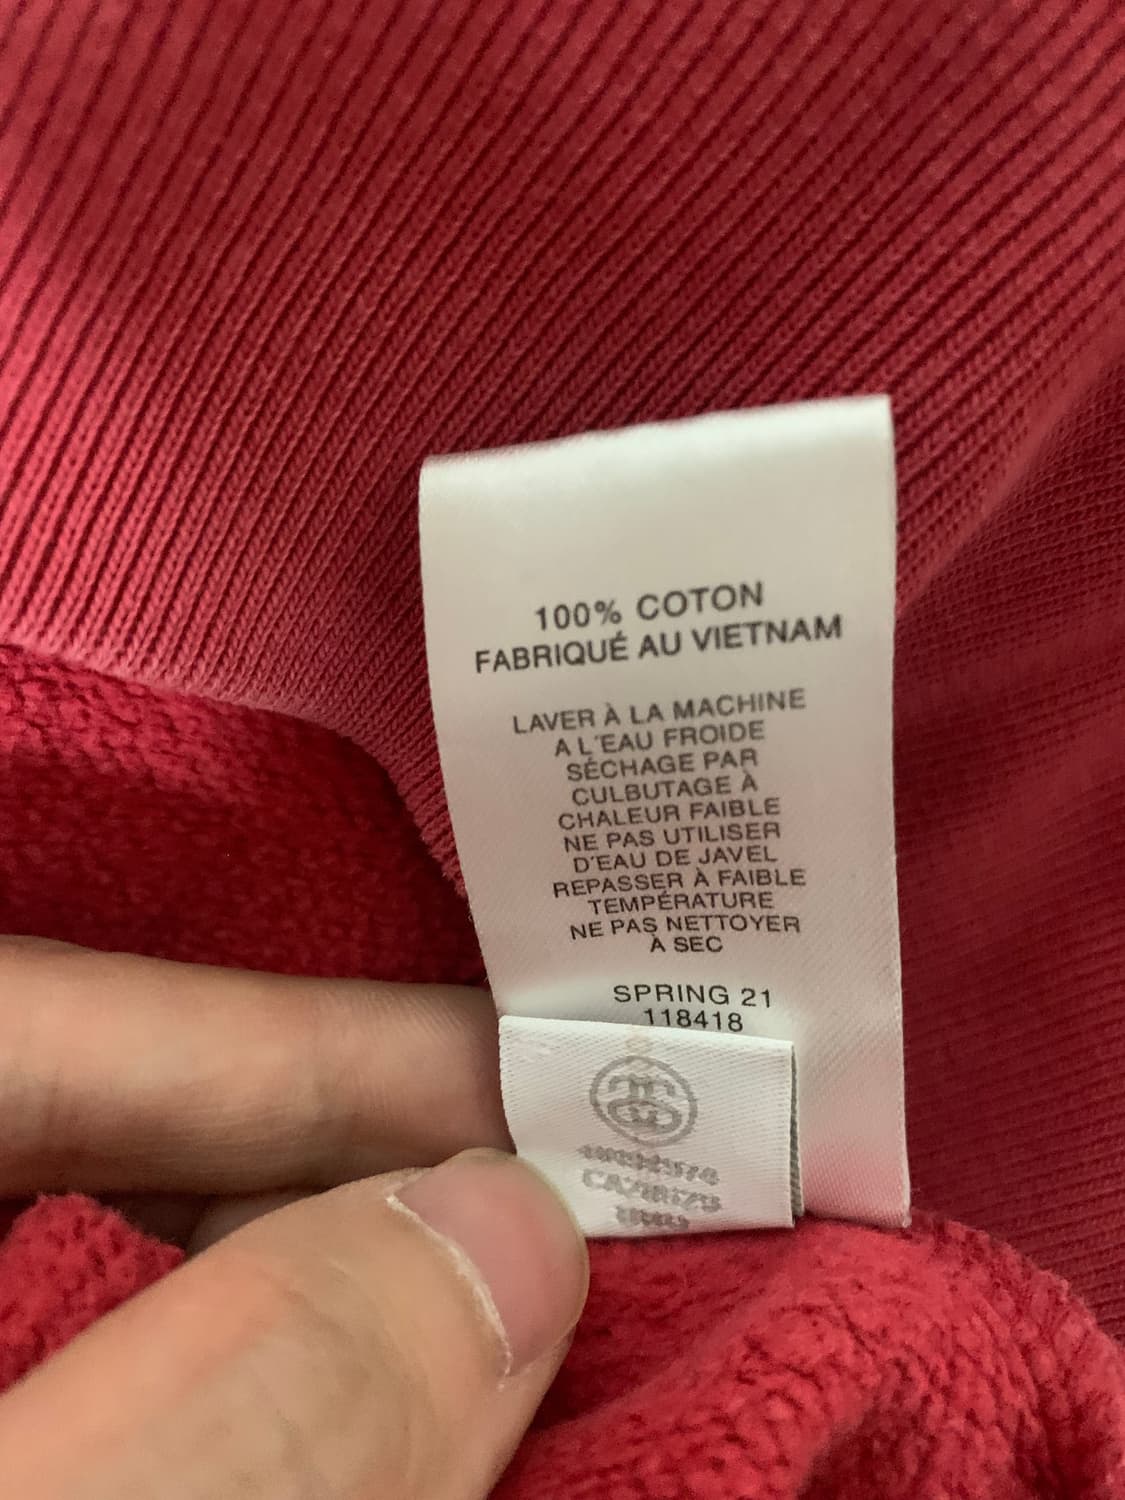 100% COTON
FABRIQUÉ AU VIETNAM
LAVER À LA MACHINE
A L'EAU FROIDE
SÉCHAGE PAR
CULBUTAGE À
CHALEUR FAIBLE
NE PAS UTILISER
D'EAU DE JAVEL
REPASSER À FAIBLE
TEMPÉRATURE
NE PAS NETTOYER
À SEC
SPRING 21
118418